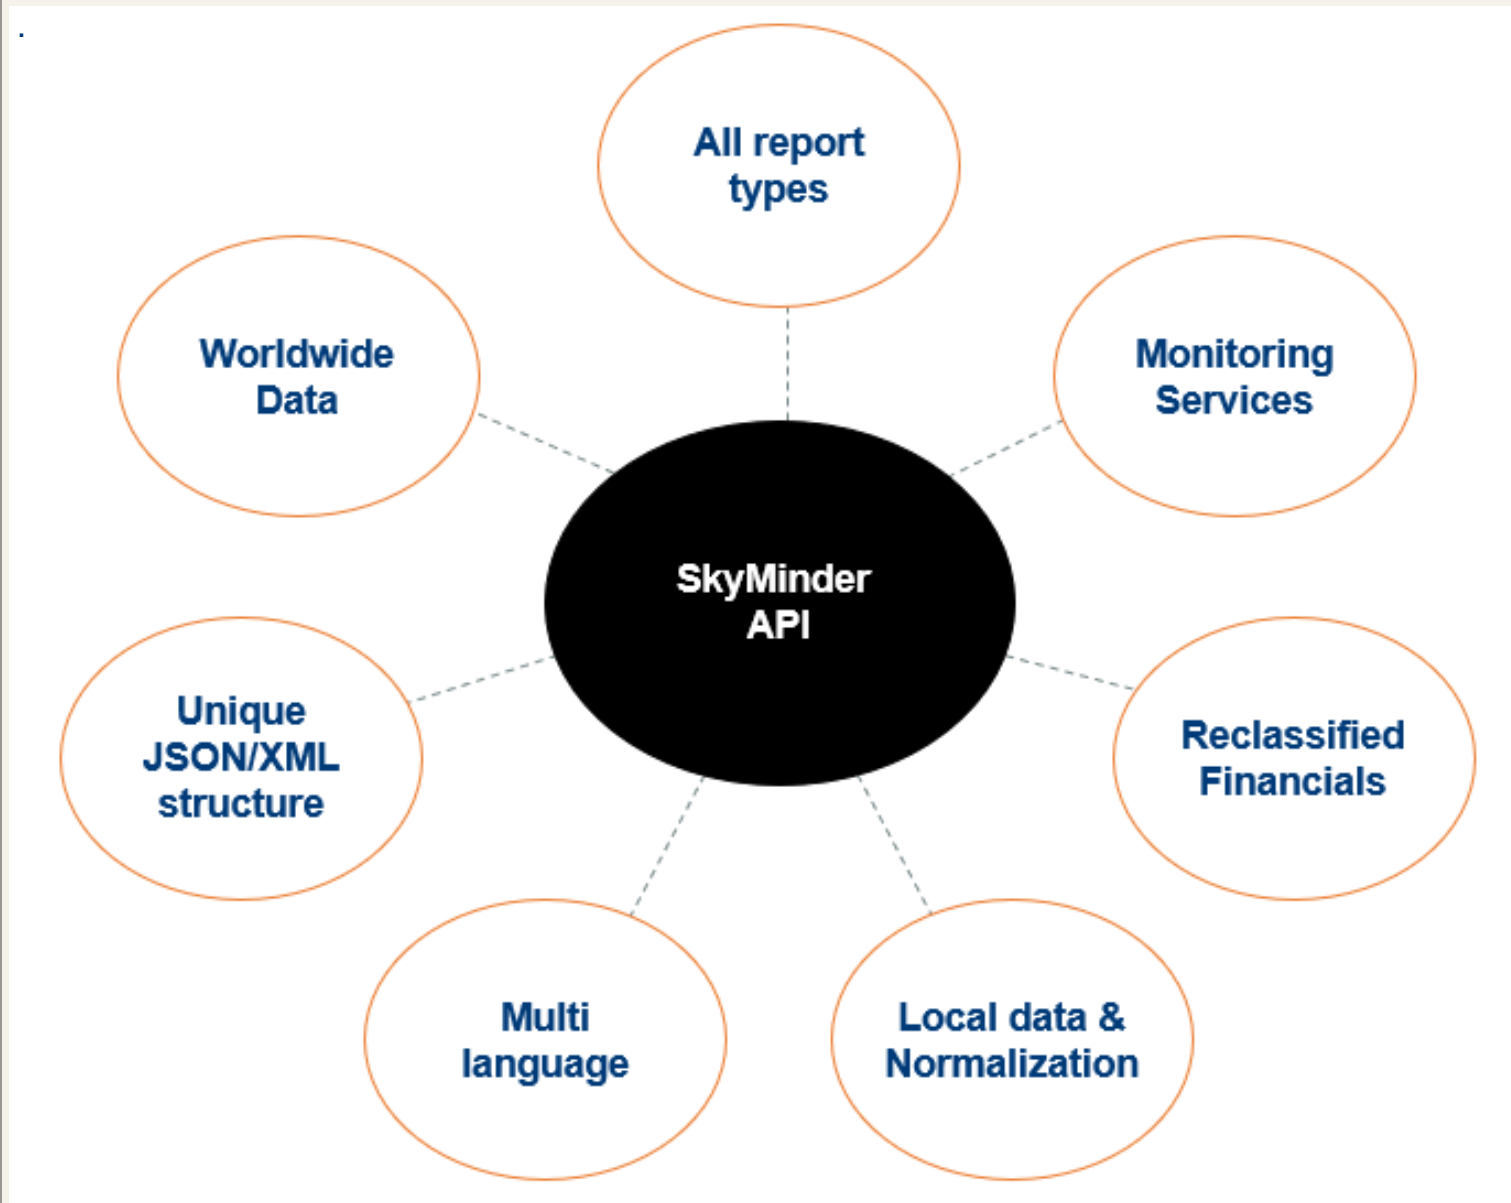 .
All report
types
Worldwide
Data
Monitoring
Services
SkyMinder
API
Unique
JSON/XML
structure
Reclassified
Financials
Multi
language
Local data &
Normalization